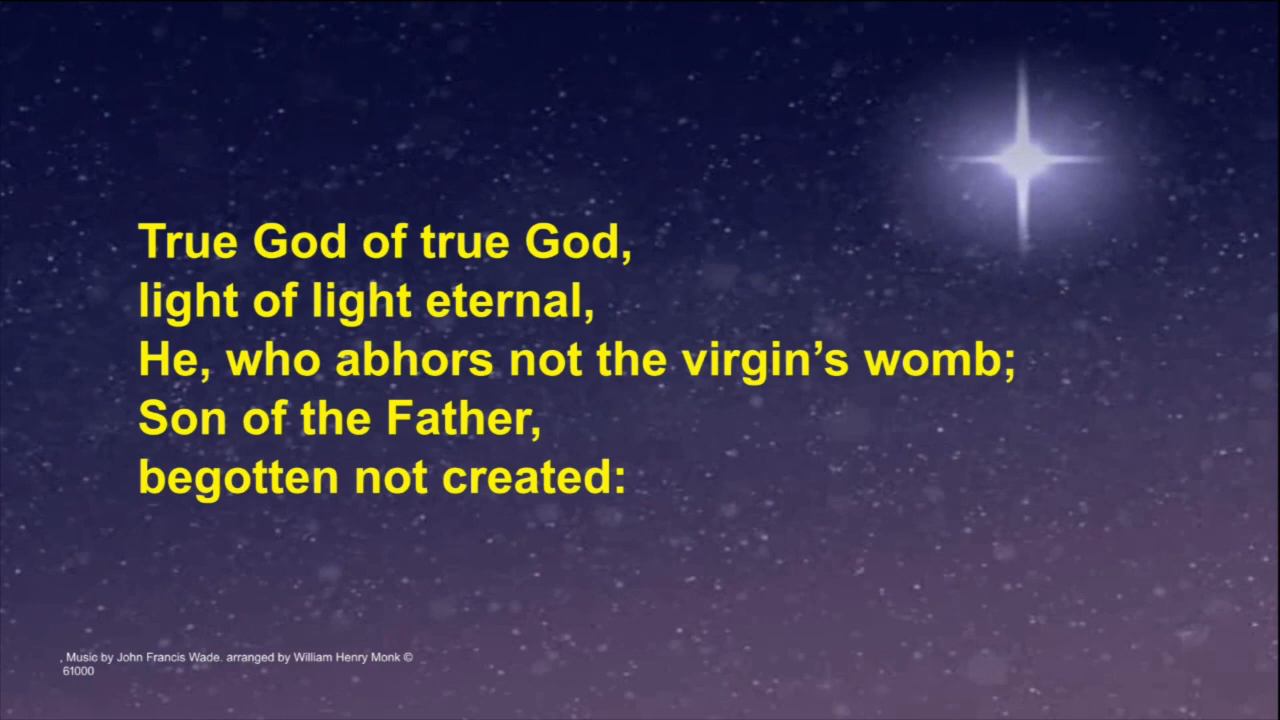 True God of true God,
light of light eternal,
He, who abhors not the virgin’s womb;
Son of the Father,
begotten not created:
, Music by John Francis Wade. arranged by William Henry Monk ©
61000